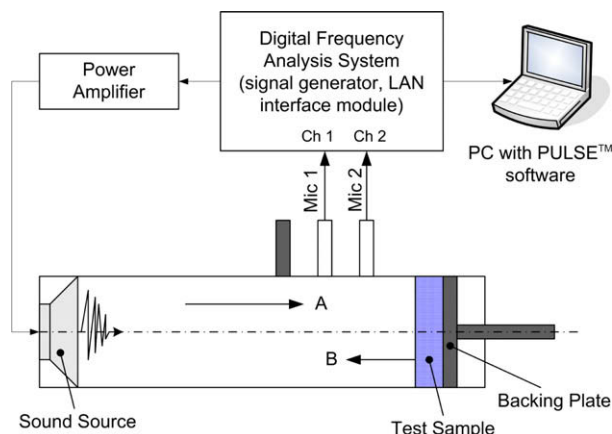 Digital Frequency
Analysis System
(signal generator, LAN
interface module)
Ch 1 Ch 2
Power
Amplifier
PC with PULSE™
software
Mic 1
Mic 2
A
B
Sound Source
Test Sample
Backing Plate